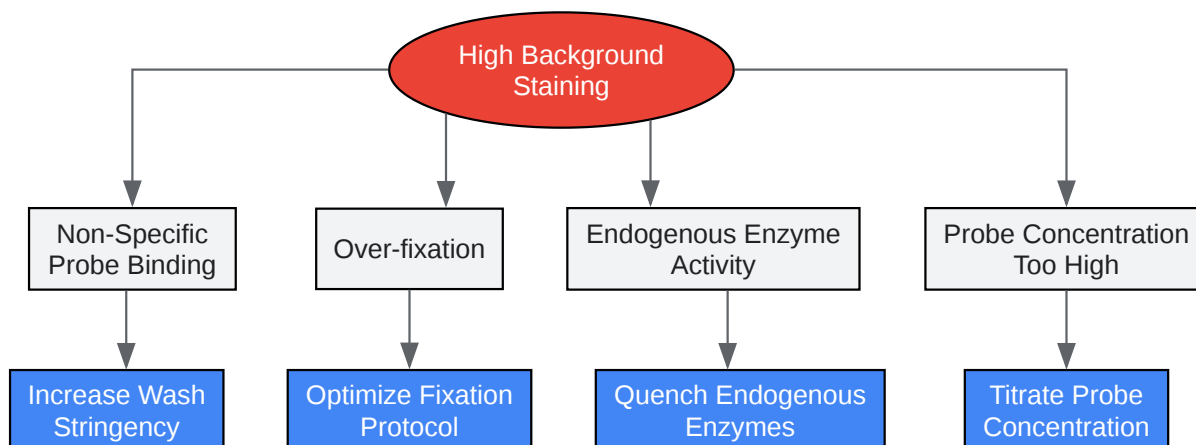 High Background
Staining
Non-Specific
Probe Binding
Over-fixation
Endogenous Enzyme
Activity
Probe Concentration
Too High
Increase Wash
Stringency
Optimize Fixation
Protocol
Quench Endogenous
Enzymes
Titrate Probe
Concentration